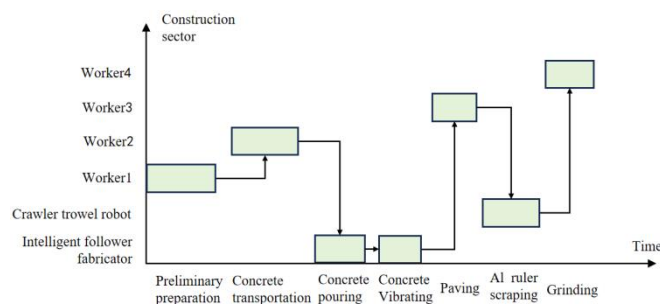 Construction
sector
Worker4
Worker3
Worker2
Worker1
Crawler trowel robot
Intelligent follower
fabricator
Time
Preliminary
preparation
Concrete
transportation
Concrete
pouring
Concrete
Vibrating
Paving
Al ruler
scraping
Grinding